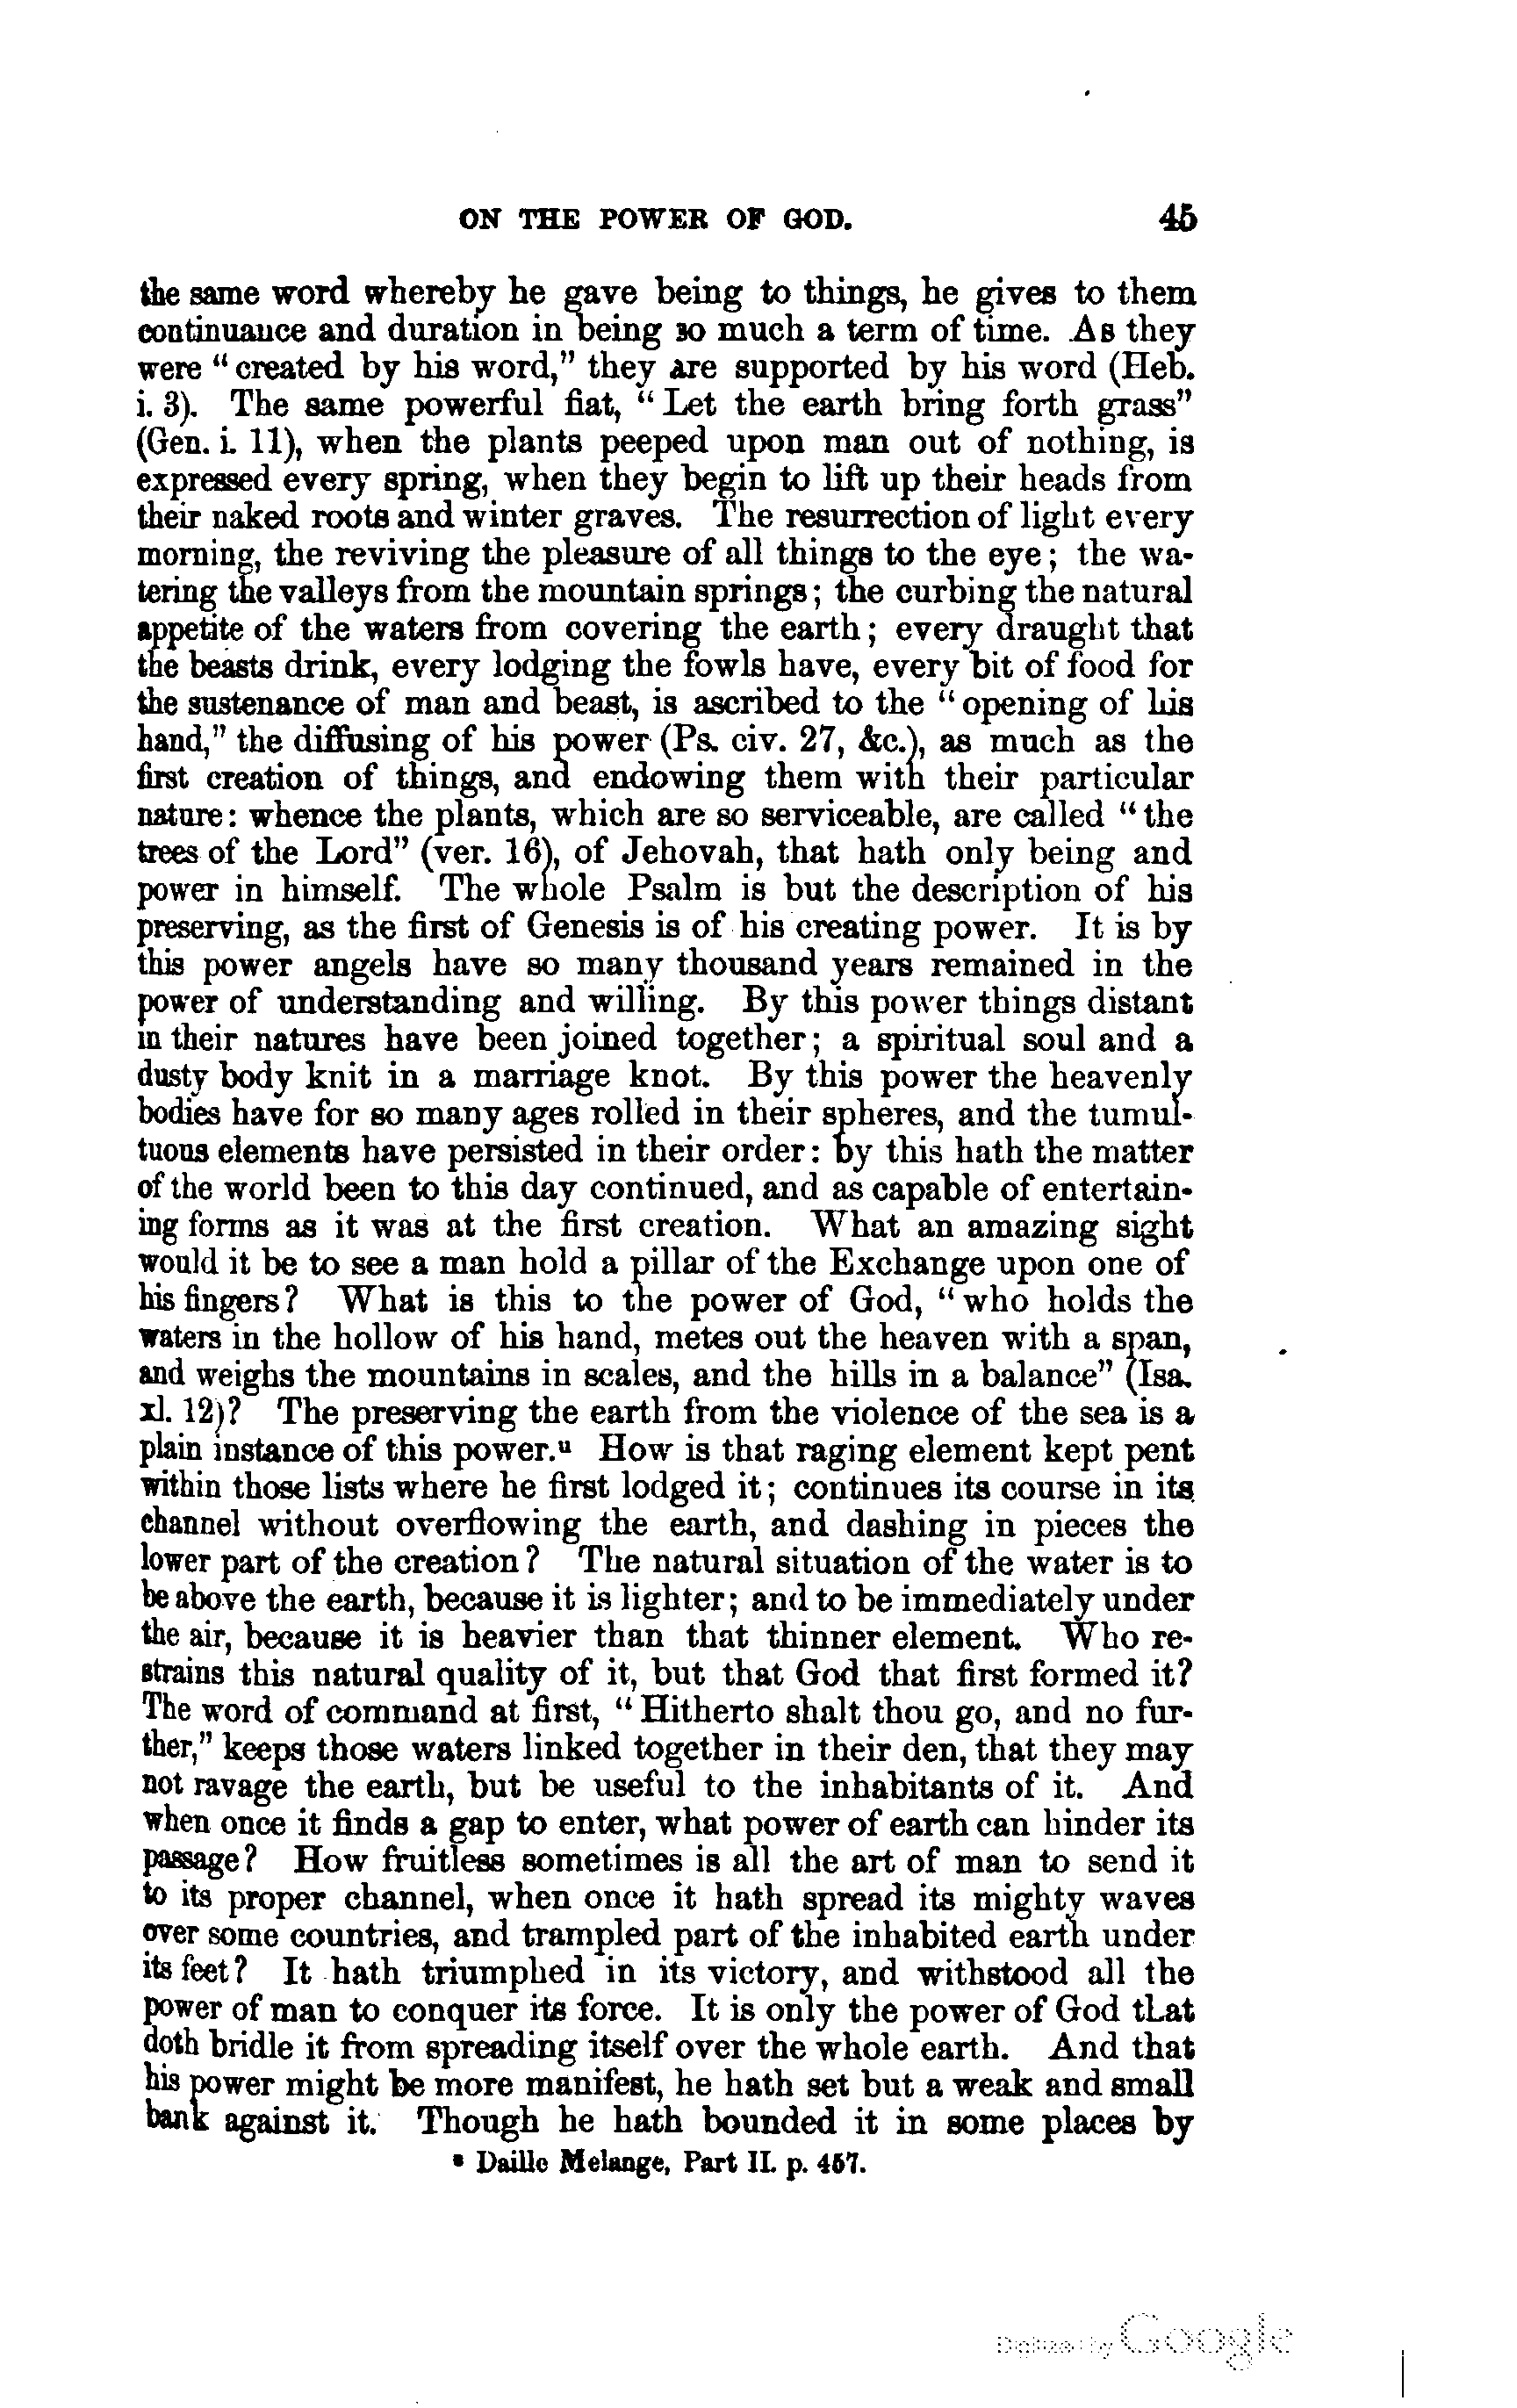 ON THE POWER OF GOD. 45
the same word whereby he gave being to things, he gives to them
continuance and duration in being so much a term of time. As they
were “created by his word,” they are supported by his word (Heb.
i. 3). The same powerful fiat, “Let the earth bring forth grass”
(Gen. i. 11), when the plants peeped upon man out of nothing, is
expressed every spring, when they begin to lift up their heads from
their naked roots and winter graves. The resurrection of light every
morning, the reviving the pleasure of all things to the eye; the wa-
tering the valleys from the mountain springs; the curbing the natural
appetite of the waters from covering the earth; every draught that
the beasts drink, every lodging the fowls have, every bit of food for
the sustenance of man and beast, is ascribed to the “opening of his
hand,” the diffusing of his power (Ps. civ. 27, &c.), as much as the
first creation of things, and endowing them with their particular
nature: whence the plants, which are so serviceable, are called “the
trees of the Lord” (ver. 16), of Jehovah, that hath only being and
power in himself. The whole Psalm is but the description of his
preserving, as the first of Genesis is of his creating power. It is by
this power angels have so many thousand years remained in the
power of understanding and willing. By this power things distant
in their natures have been joined together; a spiritual soul and a
dusty body knit in a marriage knot. By this power the heavenly
bodies have for so many ages rolled in their spheres, and the tumul-
tuous elements have persisted in their order: by this hath the matter
of the world been to this day continued, and as capable of entertain-
ing forms as it was at the first creation. What an amazing sight
would it be to see a man hold a pillar of the Exchange upon one of
his fingers? What is this to the power of God, “who holds the
waters in the hollow of his hand, metes out the heaven with a span,
and weighs the mountains in scales, and the hills in a balance” (Isa.
xl. 12)? The preserving the earth from the violence of the sea is a
plain instance of this power.ᵘ How is that raging element kept pent
within those lists where he first lodged it; continues its course in its
channel without overflowing the earth, and dashing in pieces the
lower part of the creation? The natural situation of the water is to
be above the earth, because it is lighter; and to be immediately under
the air, because it is heavier than that thinner element. Who re-
strains this natural quality of it, but that God that first formed it?
The word of command at first, “Hitherto shalt thou go, and no fur-
ther,” keeps those waters linked together in their den, that they may
not ravage the earth, but be useful to the inhabitants of it. And
when once it finds a gap to enter, what power of earth can hinder its
passage? How fruitless sometimes is all the art of man to send it
to its proper channel, when once it hath spread its mighty waves
over some countries, and trampled part of the inhabited earth under
its feet? It hath triumphed in its victory, and withstood all the
power of man to conquer its force. It is only the power of God that
doth bridle it from spreading itself over the whole earth. And that
his power might be more manifest, he hath set but a weak and small
bank against it. Though he hath bounded it in some places by
ᵘ Daille Melange, Part II. p. 457.
Digitized by Google